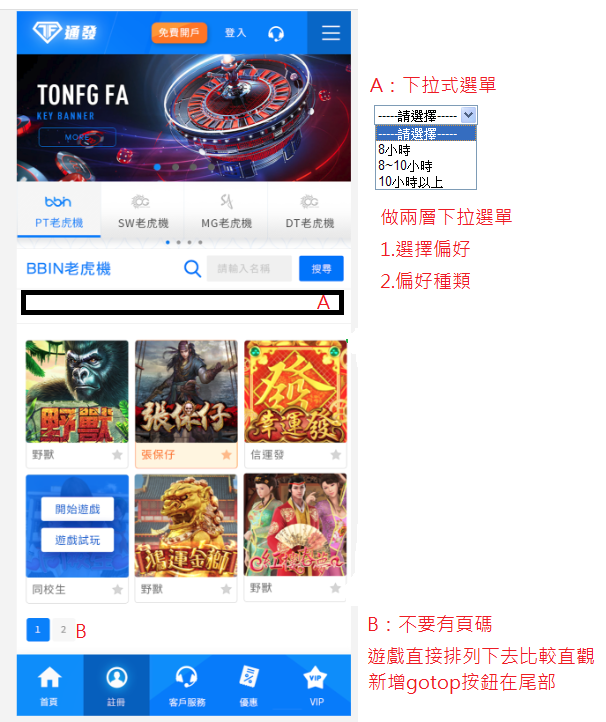 通發
免費開戶
登入
TONFG FA
KEY BANNER
MORE
bbin
PT老虎機
SW老虎機
MG老虎機
DT老虎機
BBIN老虎機
請輸入名稱
搜尋
A
野獸
張保仔
發
幸運發
野獸
張保仔
信運發
開始遊戲
遊戲試玩
鴻運金獅
同校生
野獸
野獸
1
2
B
首頁
註冊
客戶服務
優惠
VIP
VIP
A：下拉式選單
-----請選擇-----
-----請選擇-----
8小時
8~10小時
10小時以上
做兩層下拉選單
1.選擇偏好
2.偏好種類
B：不要有頁碼
遊戲直接排列下去比較直觀
新增gotop按鈕在尾部